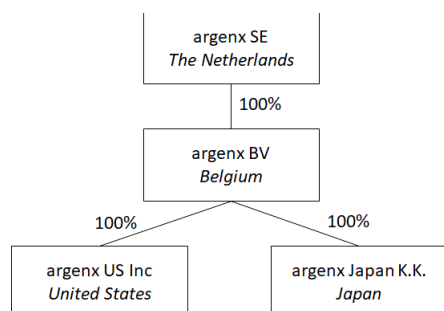 argenx SE
The Netherlands
100%
argenx BV
Belgium
100%
100%
argenx US Inc
United States
argenx Japan K.K.
Japan